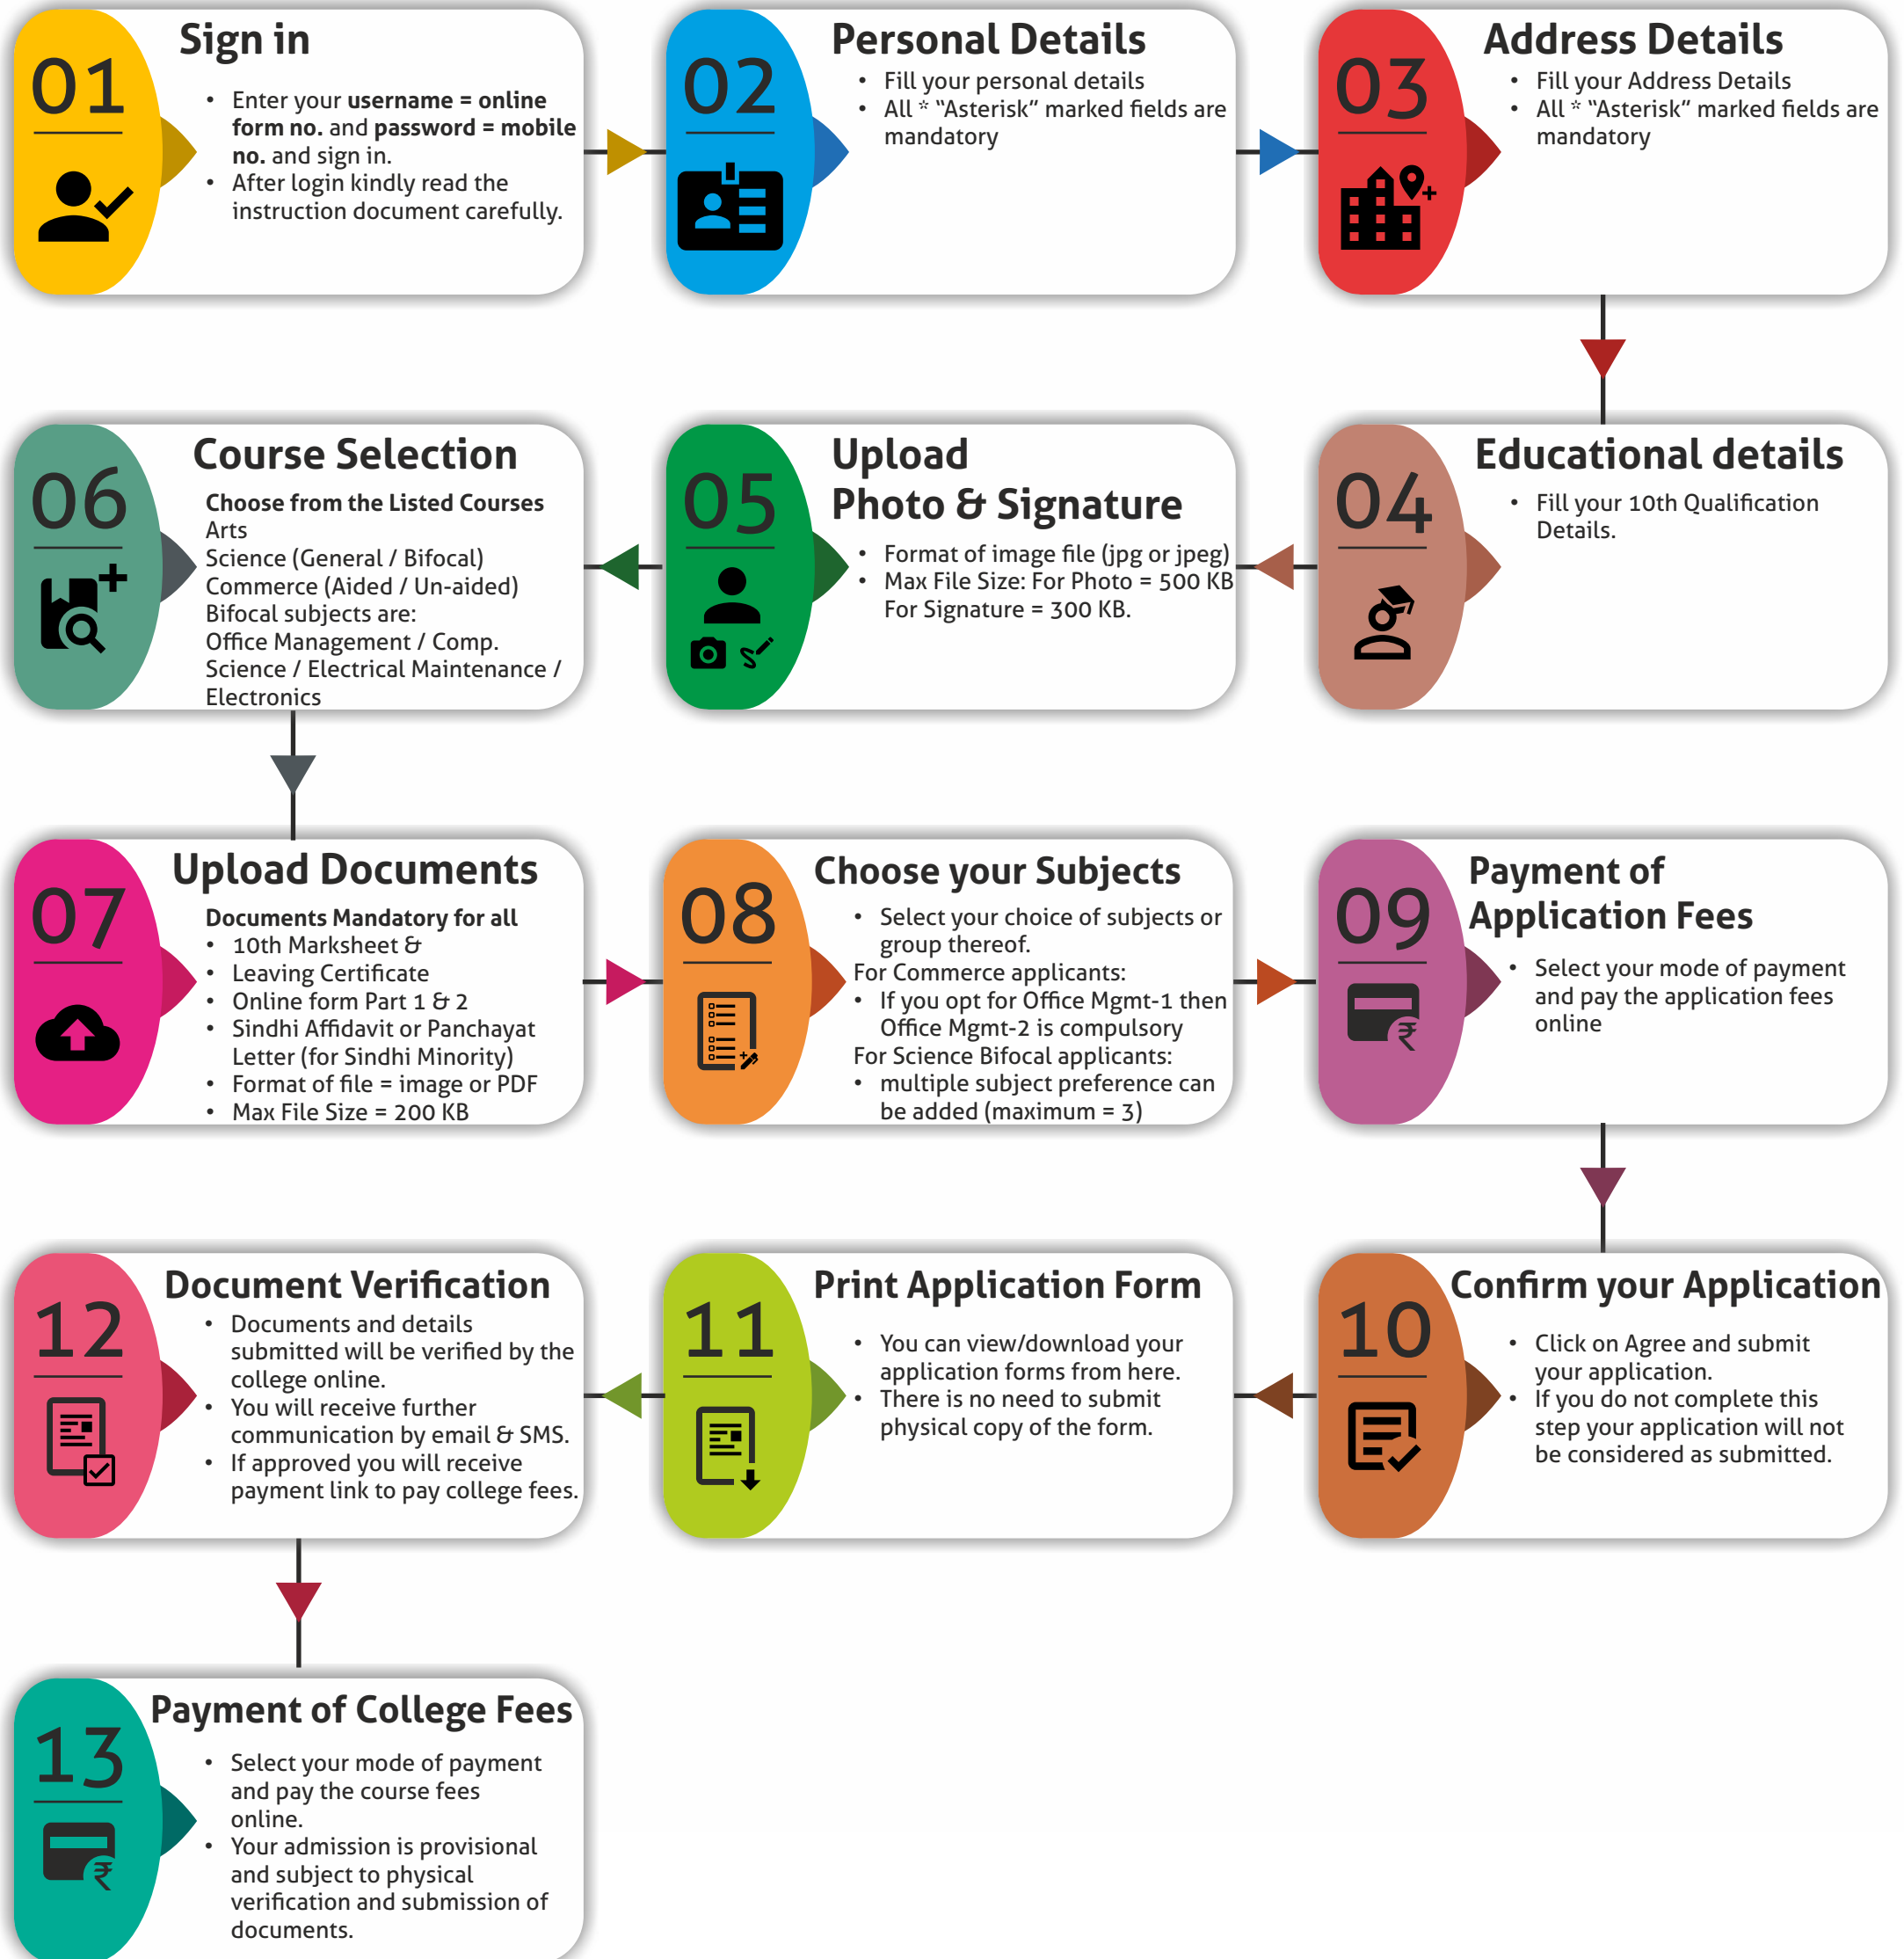 01
Sign in
• Enter your username = online
form no. and password = mobile
no. and sign in.
• After login kindly read the
instruction document carefully.
02
Personal Details
• Fill your personal details
• All * “Asterisk” marked fields are
mandatory
03
Address Details
• Fill your Address Details
• All * “Asterisk” marked fields are
mandatory
04
Educational details
• Fill your 10th Qualification
Details.
05
Upload
Photo & Signature
• Format of image file (jpg or jpeg)
• Max File Size: For Photo = 500 KB
For Signature = 300 KB.
06
Course Selection
Choose from the Listed Courses
Arts
Science (General / Bifocal)
Commerce (Aided / Un-aided)
Bifocal subjects are:
Office Management / Comp.
Science / Electrical Maintenance /
Electronics
07
Upload Documents
Documents Mandatory for all
• 10th Marksheet &
• Leaving Certificate
• Online form Part 1 & 2
• Sindhi Affidavit or Panchayat
Letter (for Sindhi Minority)
• Format of file = image or PDF
• Max File Size = 200 KB
08
Choose your Subjects
• Select your choice of subjects or
group thereof.
For Commerce applicants:
• If you opt for Office Mgmt-1 then
Office Mgmt-2 is compulsory
For Science Bifocal applicants:
• multiple subject preference can
be added (maximum = 3)
09
Payment of
Application Fees
• Select your mode of payment
and pay the application fees
online
₹
10
Confirm your Application
• Click on Agree and submit
your application.
• If you do not complete this
step your application will not
be considered as submitted.
11
Print Application Form
• You can view/download your
application forms from here.
• There is no need to submit
physical copy of the form.
12
Document Verification
• Documents and details
submitted will be verified by the
college online.
• You will receive further
communication by email & SMS.
• If approved you will receive
payment link to pay college fees.
13
Payment of College Fees
• Select your mode of payment
and pay the course fees
online.
• Your admission is provisional
and subject to physical
verification and submission of
documents.
₹